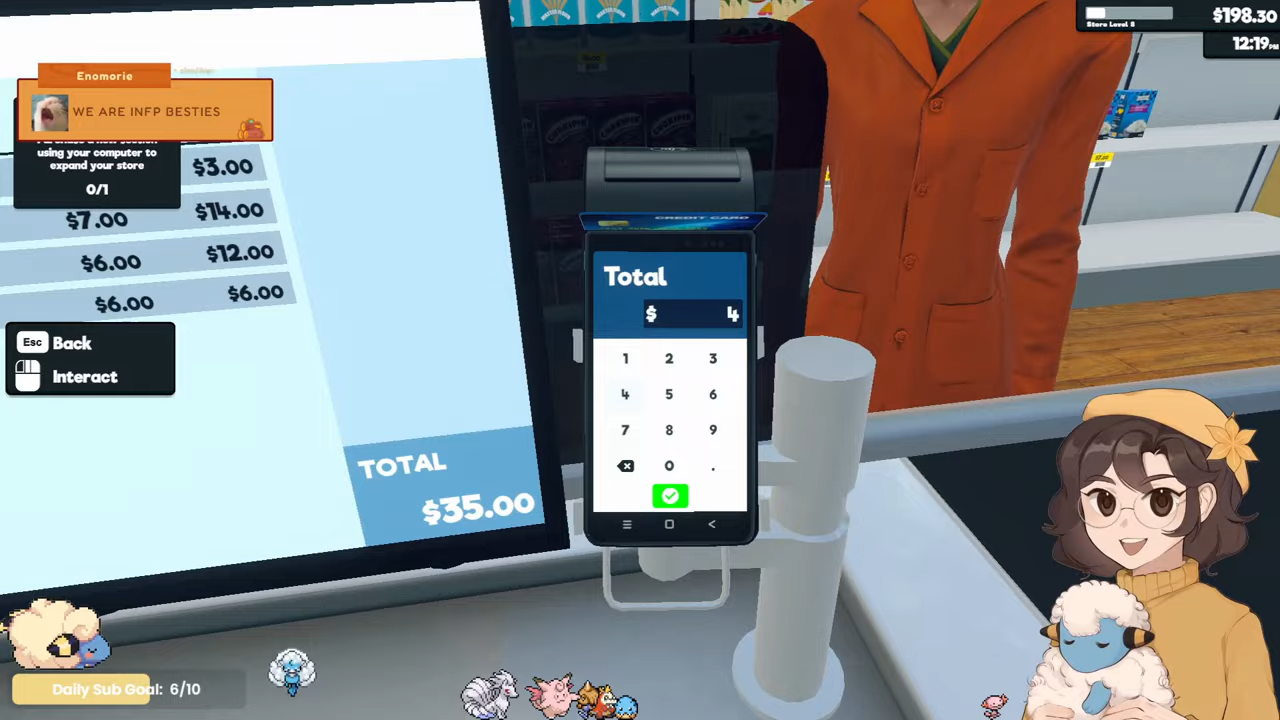 $198.30
Store Level 8
12:19PM
Enomorie
WE ARE INFP BESTIES
using your computer to
expand your store
0/1
$3.00
$7.00 $14.00
$6.00 $12.00
$6.00 $6.00
Esc Back
Interact
TOTAL
$35.00
CREDIT CARD
Total
$ 4
1 2 3
4 5 6
7 8 9
0 .
Daily Sub Goal: 6/10